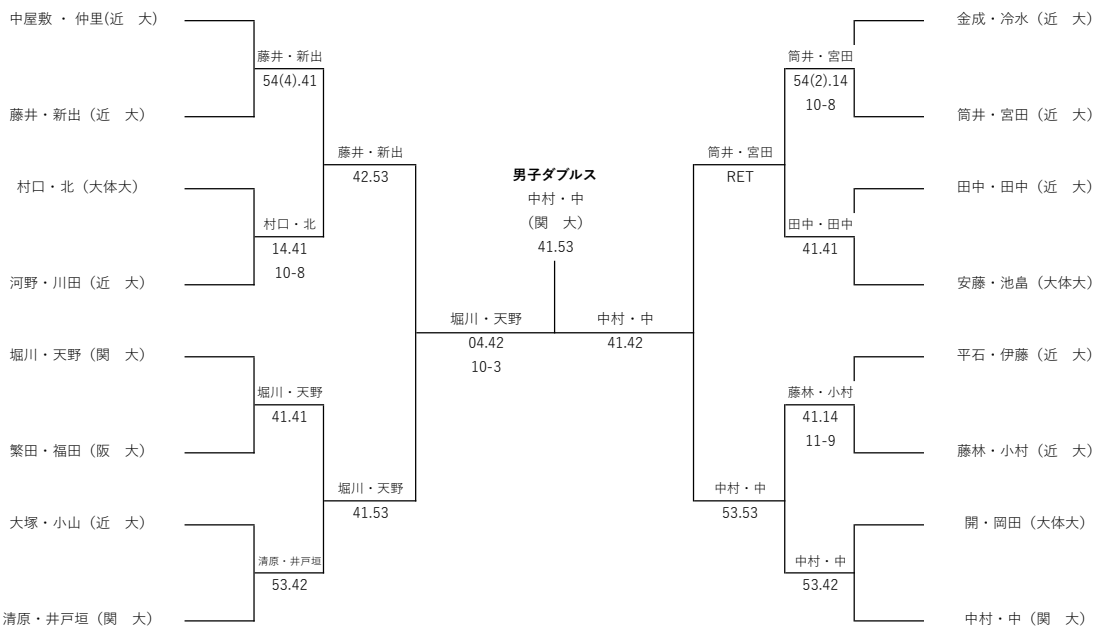 中屋敷 ・ 仲里(近　大)
藤井・新出
54(4).41
藤井・新出（近　大）
藤井・新出
42.53
村口・北（大体大）
村口・北
14.41
10-8
河野・川田（近　大）
堀川・天野
04.42
10-3
堀川・天野（関　大）
堀川・天野
41.41
繁田・福田（阪　大）
堀川・天野
41.53
大塚・小山（近　大）
清原・井戸垣
53.42
清原・井戸垣（関　大）
男子ダブルス
中村・中
（関　大）
41.53
金成・冷水（近　大）
筒井・宮田
54(2).14
10-8
筒井・宮田（近　大）
筒井・宮田
RET
田中・田中（近　大）
田中・田中
41.41
安藤・池畠（大体大）
中村・中
41.42
平石・伊藤（近　大）
藤林・小村
41.14
11-9
藤林・小村（近　大）
中村・中
53.53
開・岡田（大体大）
中村・中
53.42
中村・中（関　大）